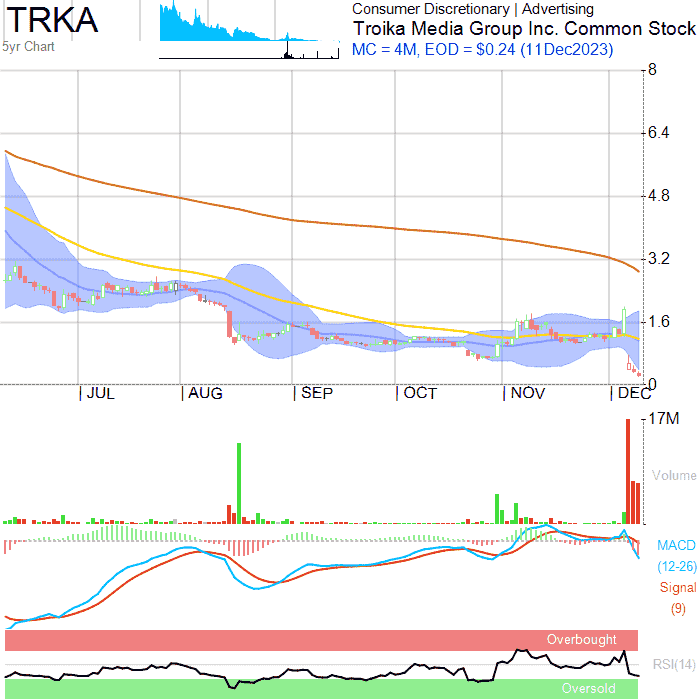 TRKA
5yr Chart
Consumer Discretionary | Advertising
Troika Media Group Inc. Common Stock
MC = 4M, EOD = $0.24 (11Dec2023)
8
6.4
4.8
3.2
1.6
0
JUL AUG SEP OCT NOV DEC
17M
Volume
MACD
(12-26)
Signal
(9)
Overbought
RSI(14)
Oversold